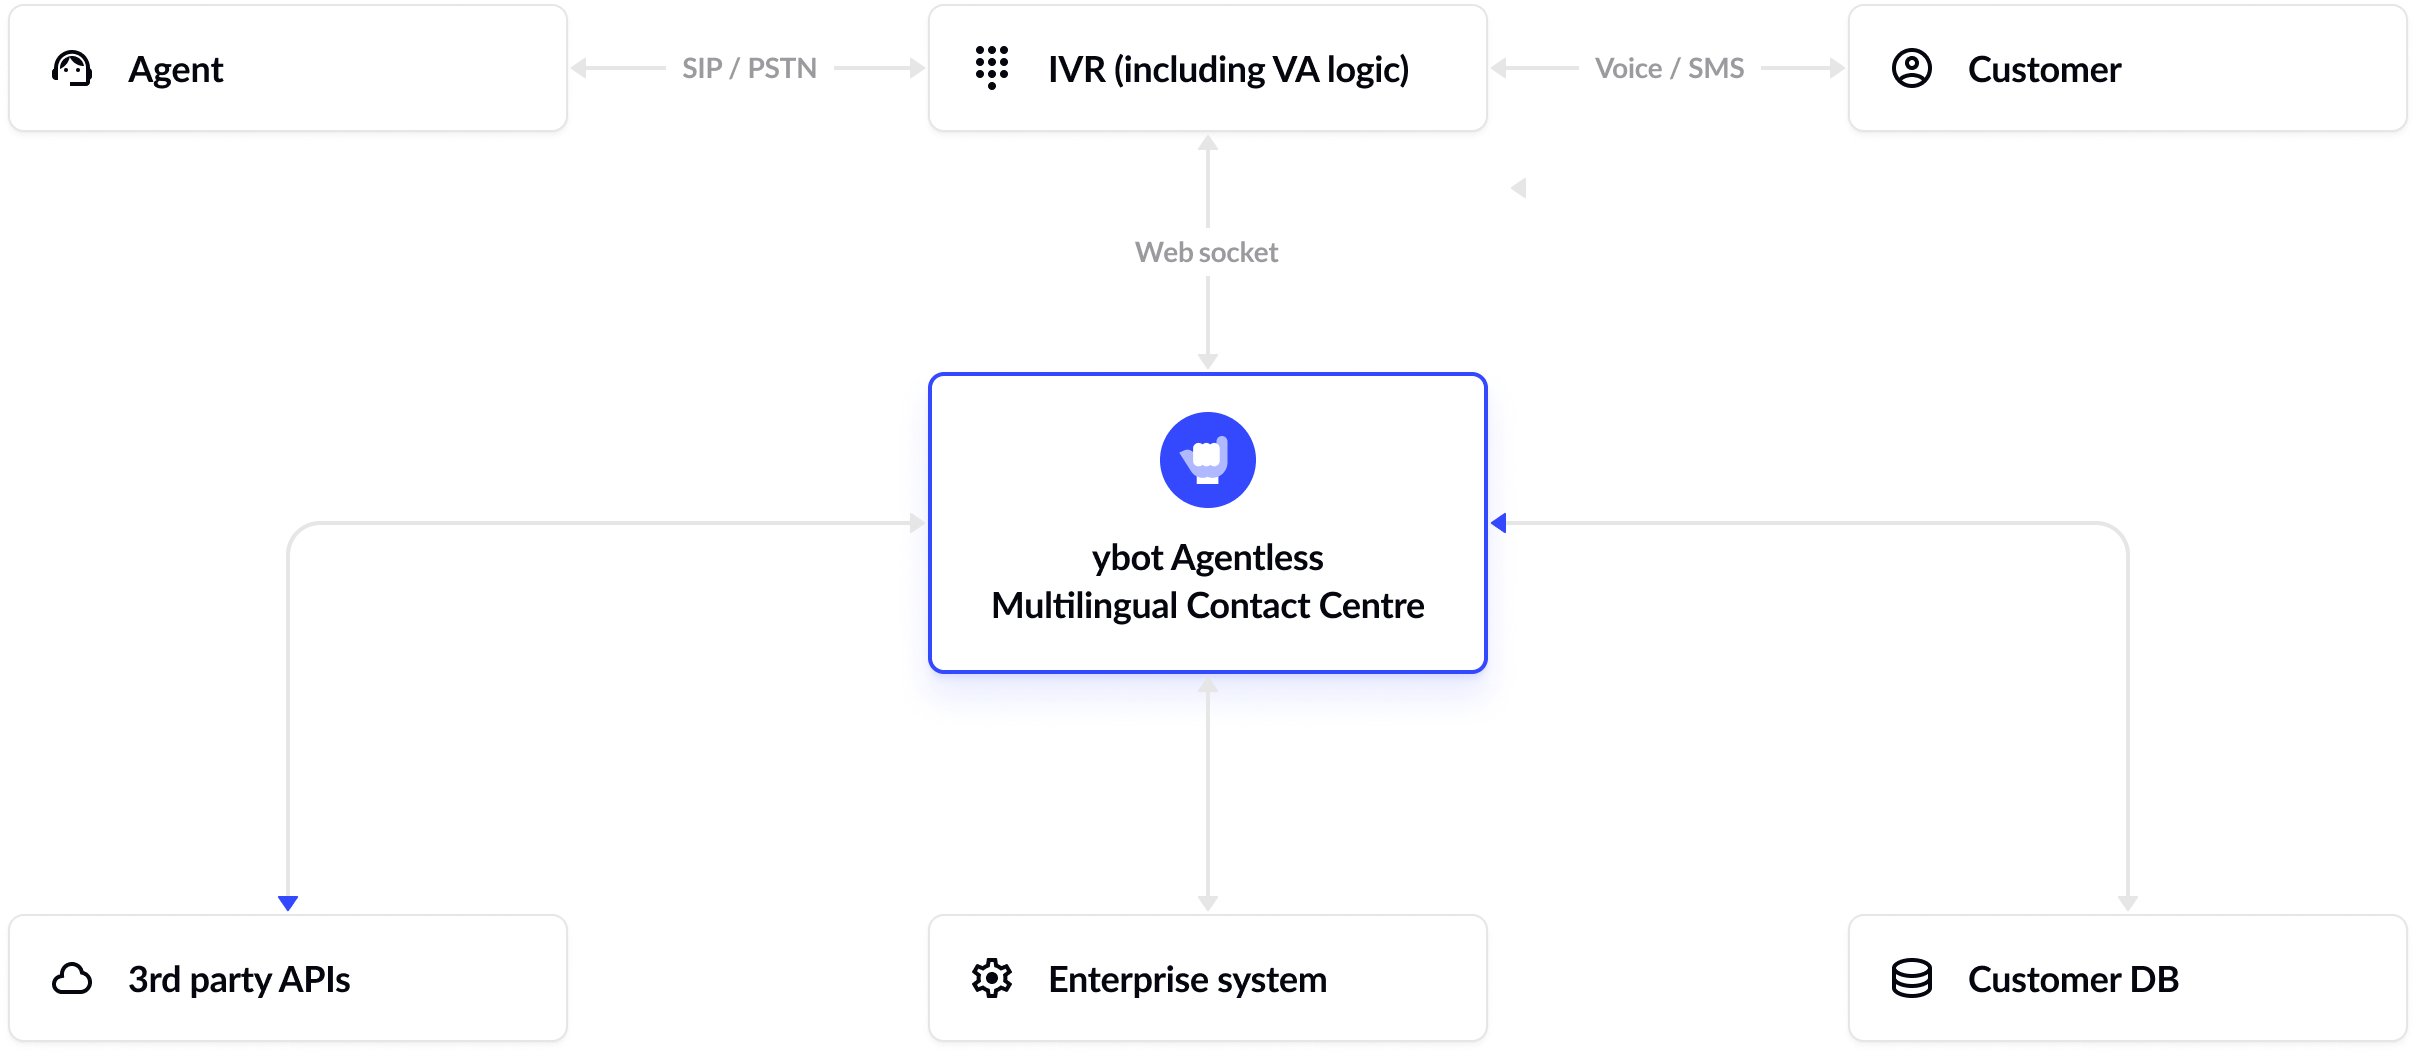 Agent
SIP / PSTN
IVR (including VA logic)
Voice / SMS
Customer
Web socket
ybot Agentless
Multilingual Contact Centre
3rd party APIs
Enterprise system
Customer DB